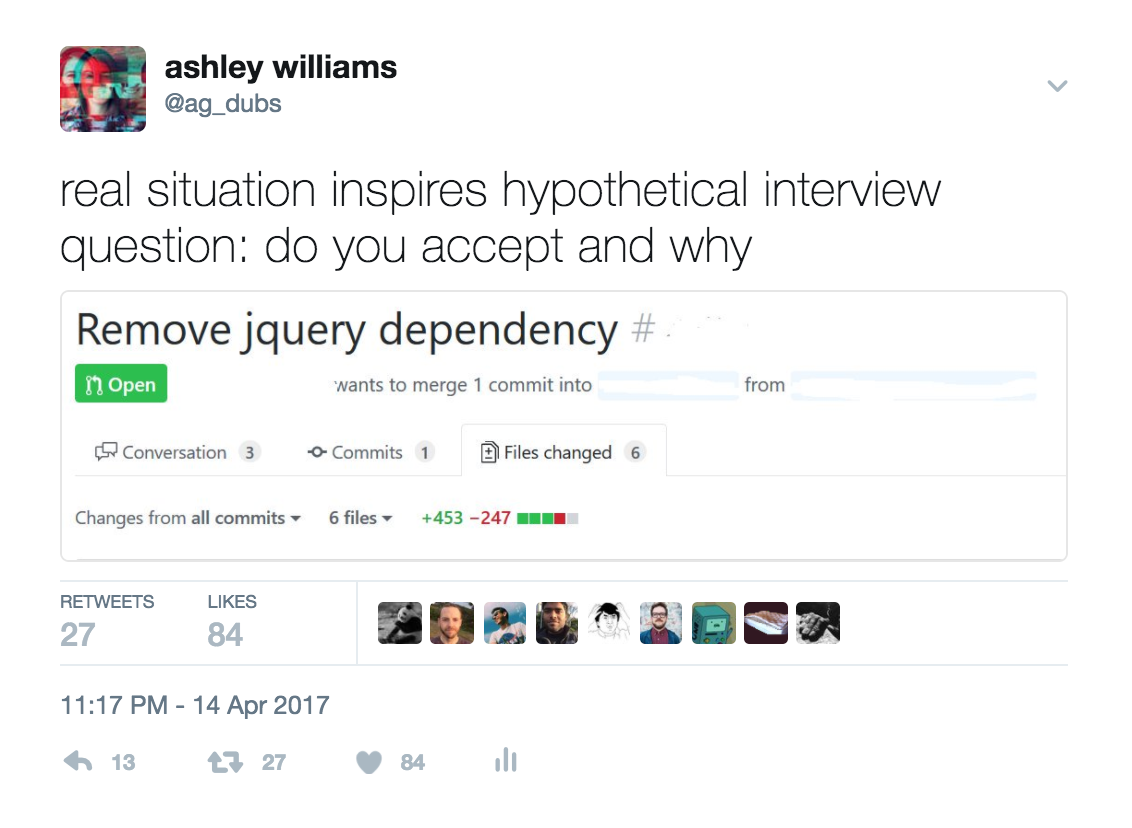 ashley williams
@ag_dubs
real situation inspires hypothetical interview
question: do you accept and why
Remove jquery dependency #
Open wants to merge 1 commit into from
Conversation 3 Commits 1 Files changed 6
Changes from all commits 6 files +453 −247
RETWEETS LIKES
27 84
11:17 PM - 14 Apr 2017
13 27 84